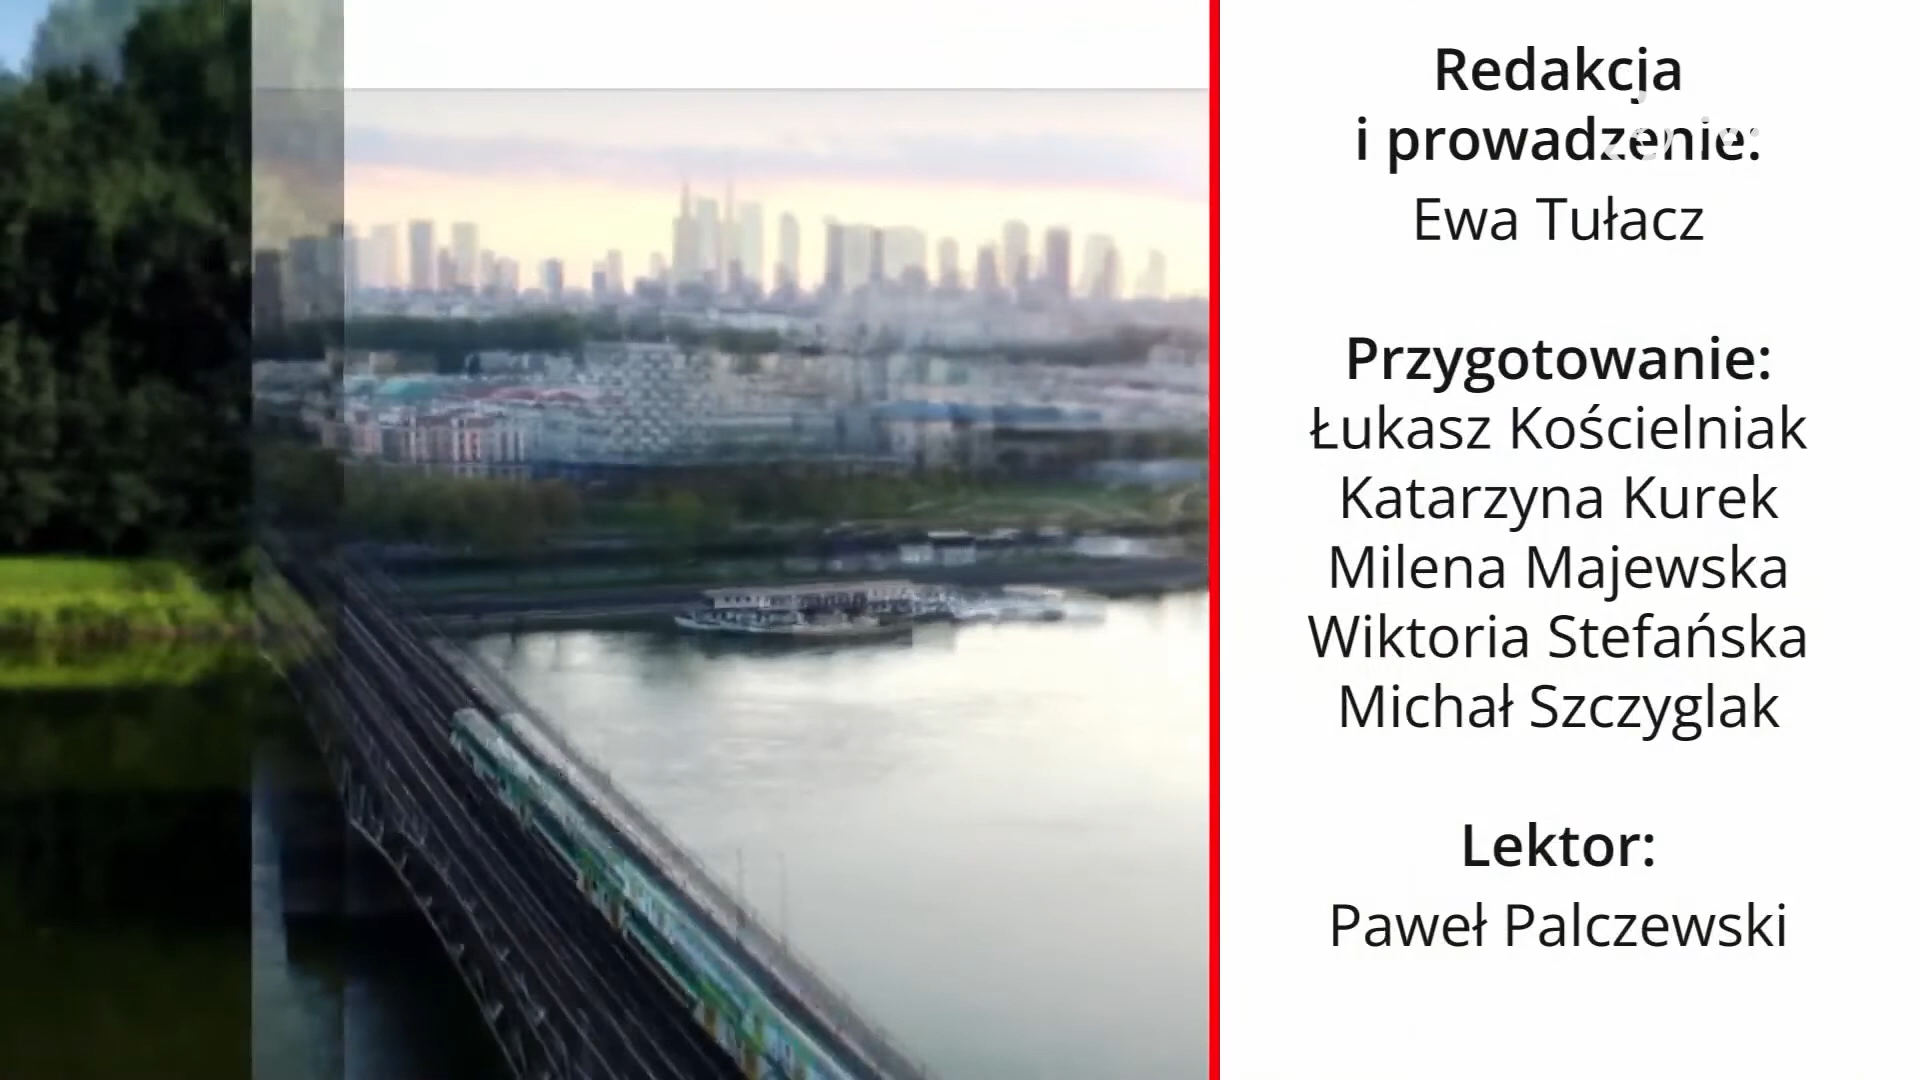 Redakcja
i prowadzenie:
Ewa Tułacz
Przygotowanie:
Łukasz Kościelniak
Katarzyna Kurek
Milena Majewska
Wiktoria Stefańska
Michał Szczyglak
Lektor:
Paweł Palczewski